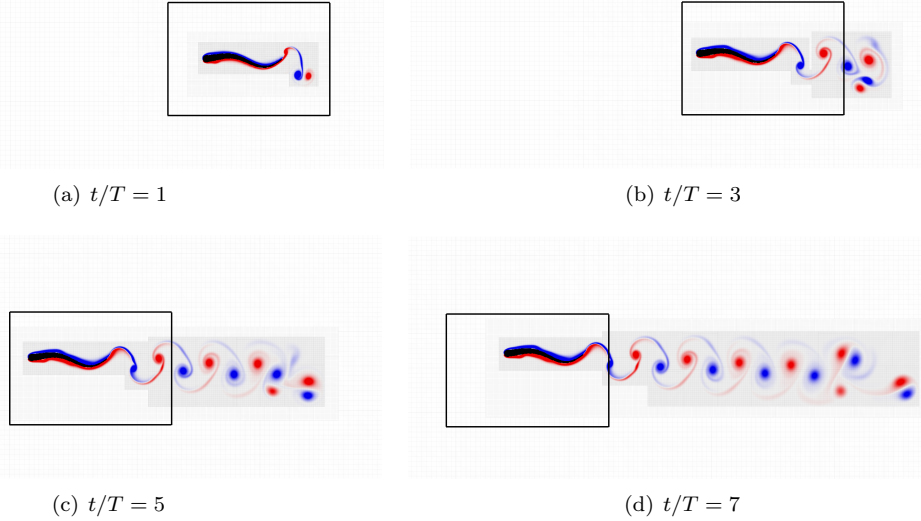 (a) t/T = 1
(b) t/T = 3
(c) t/T = 5
(d) t/T = 7